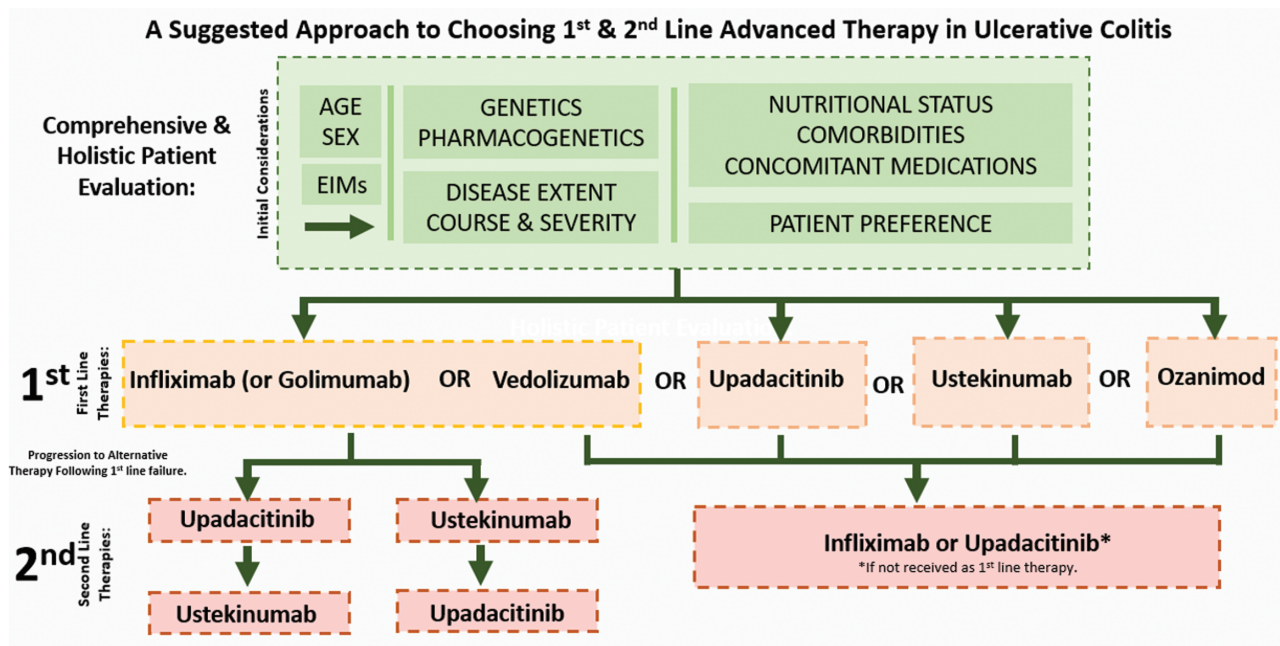 A Suggested Approach to Choosing 1st & 2nd Line Advanced Therapy in Ulcerative Colitis
Comprehensive &
Holistic Patient
Evaluation:
Initial Considerations
AGE
SEX
EIMs
GENETICS
PHARMACOGENETICS
DISEASE EXTENT
COURSE & SEVERITY
NUTRITIONAL STATUS
COMORBIDITIES
CONCOMITANT MEDICATIONS
PATIENT PREFERENCE
Holistic Patient Evaluation
1st
First Line
Therapies:
Infliximab (or Golimumab) OR Vedolizumab OR Upadacitinib OR Ustekinumab OR Ozanimod
Progression to Alternative
Therapy Following 1st line failure.
2nd
Second Line
Therapies:
Upadacitinib
Ustekinumab
Ustekinumab
Upadacitinib
Infliximab or Upadacitinib*
*If not received as 1st line therapy.